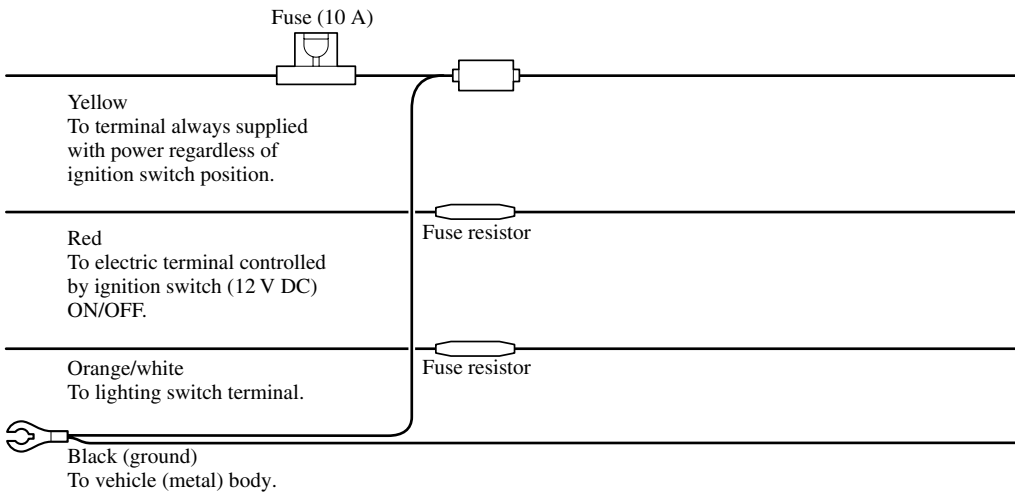 Fuse (10 A)
Yellow
To terminal always supplied
with power regardless of
ignition switch position.
Fuse resistor
Red
To electric terminal controlled
by ignition switch (12 V DC)
ON/OFF.
Fuse resistor
Orange/white
To lighting switch terminal.
Black (ground)
To vehicle (metal) body.